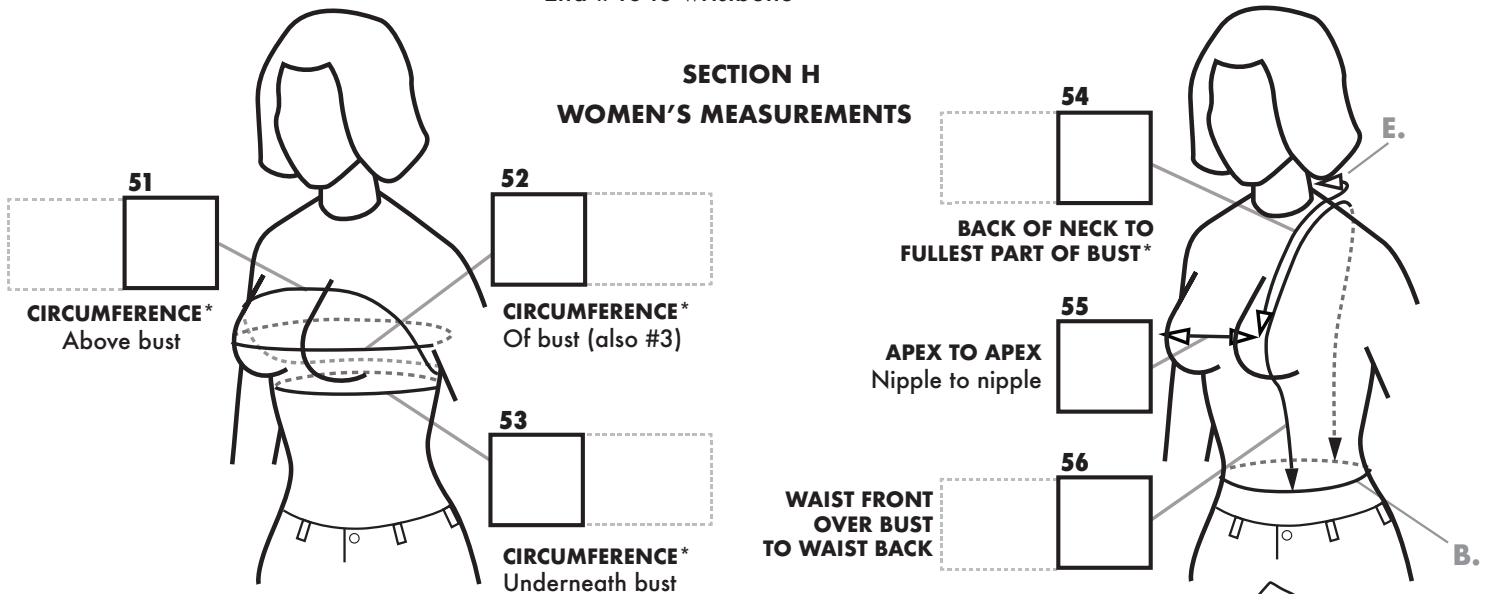 SECTION H
WOMEN'S MEASUREMENTS
51
CIRCUMFERENCE*
Above bust
52
CIRCUMFERENCE*
Of bust (also #3)
53
CIRCUMFERENCE*
Underneath bust
54
BACK OF NECK TO
FULLEST PART OF BUST*
E.
55
APEX TO APEX
Nipple to nipple
56
WAIST FRONT
OVER BUST
TO WAIST BACK
B.